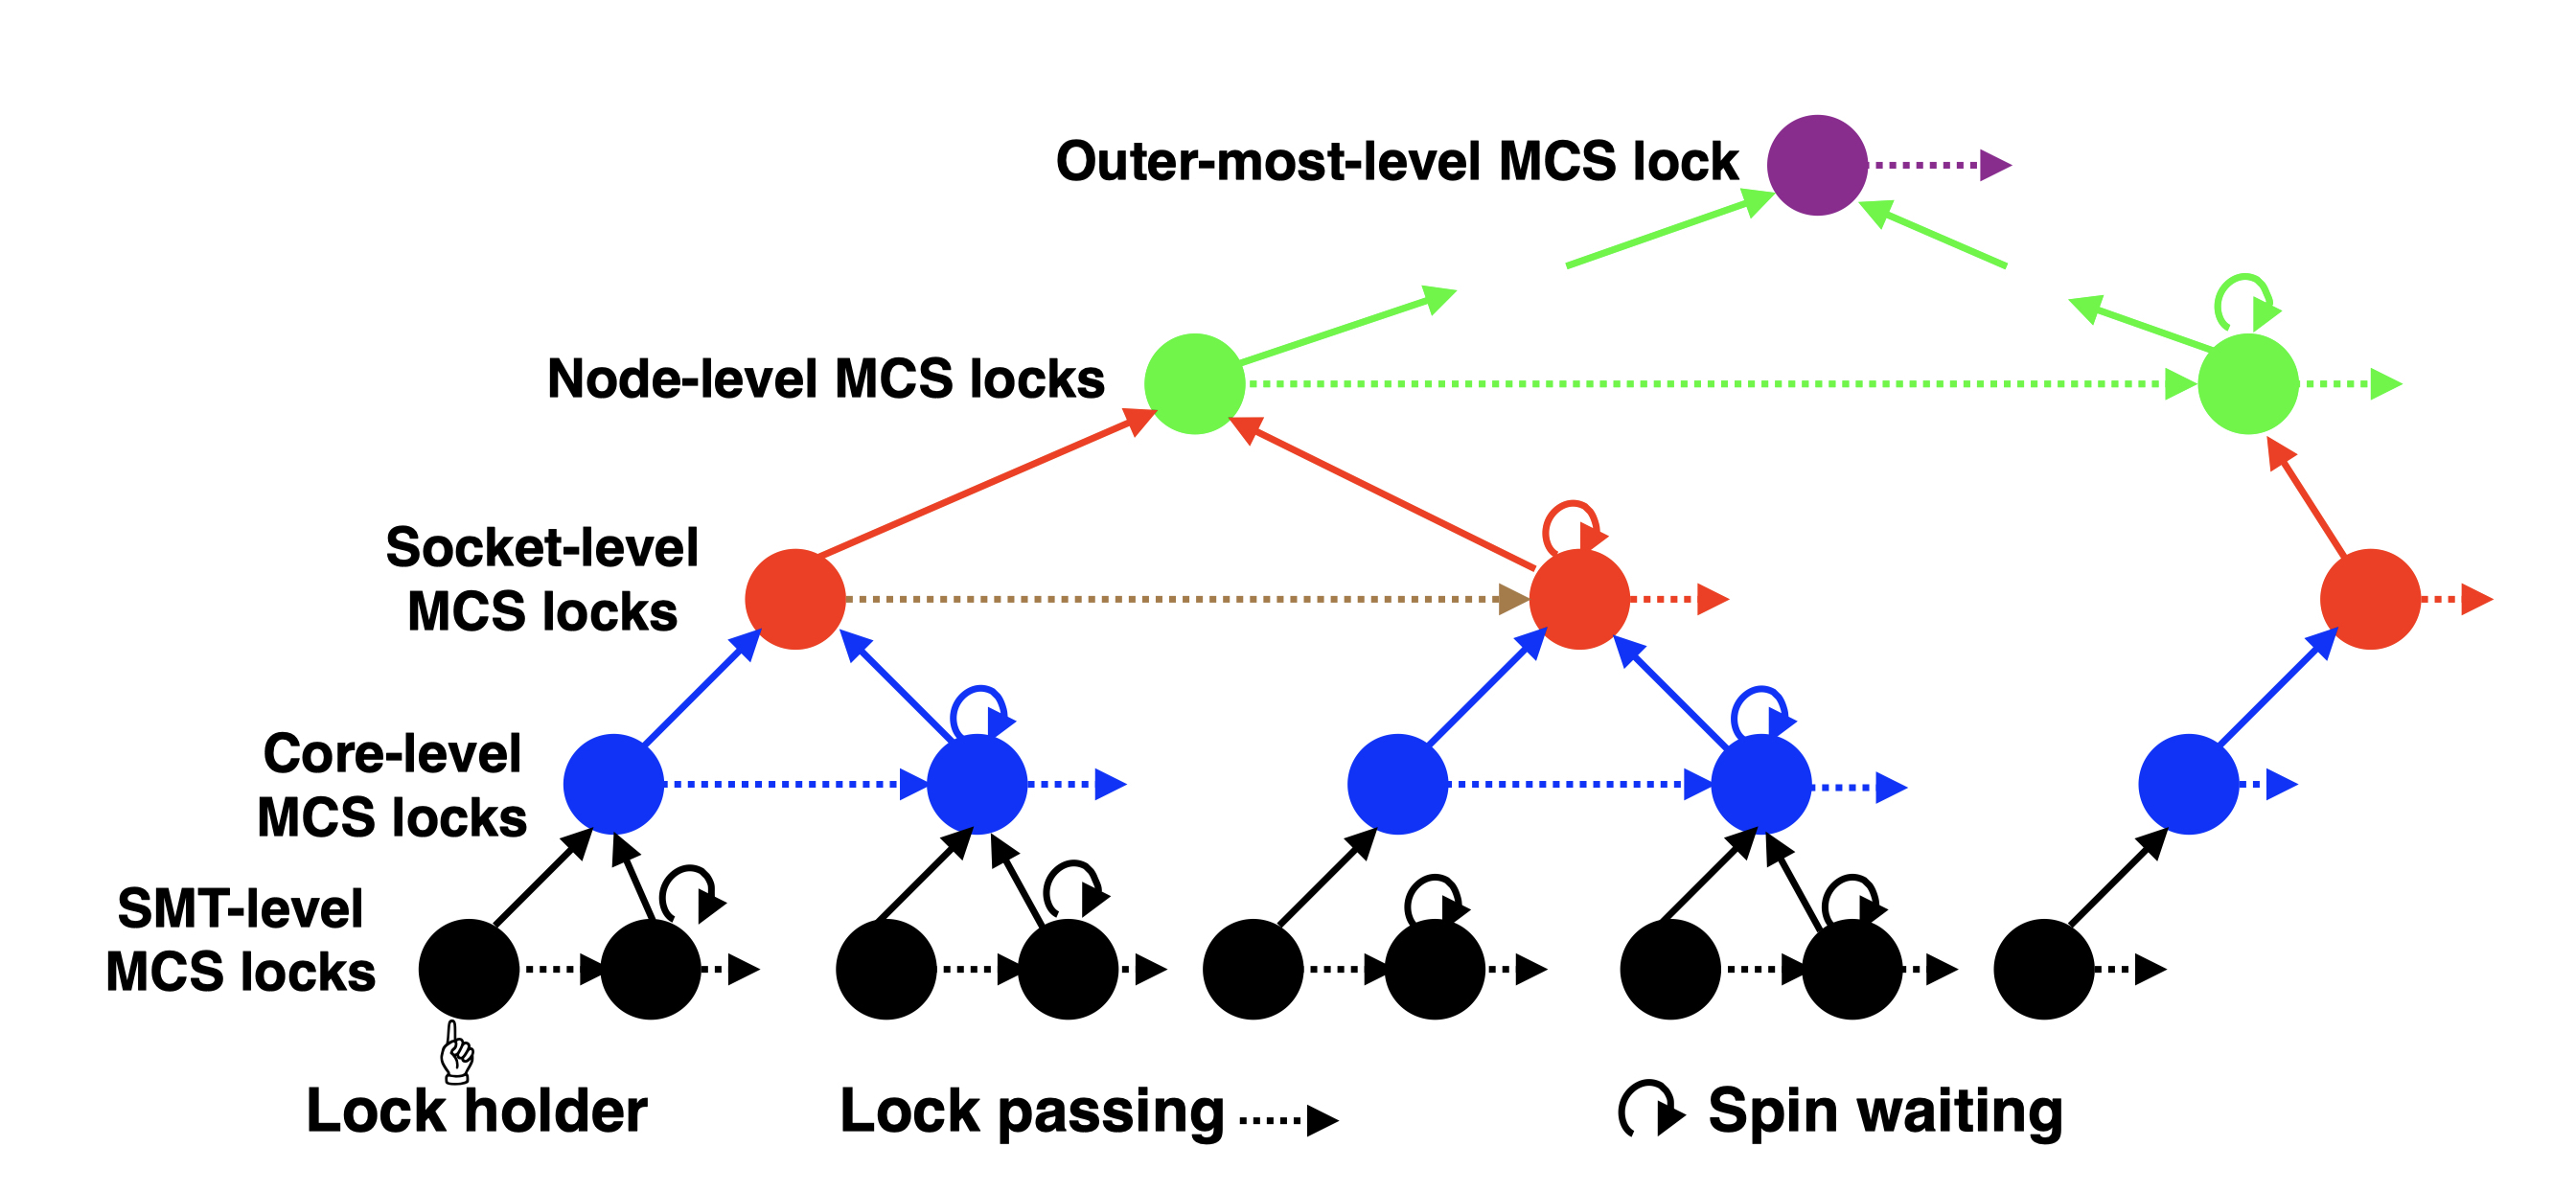 Outer-most-level MCS lock
Node-level MCS locks
Socket-level
MCS locks
Core-level
MCS locks
SMT-level
MCS locks
Lock holder
Lock passing
Spin waiting